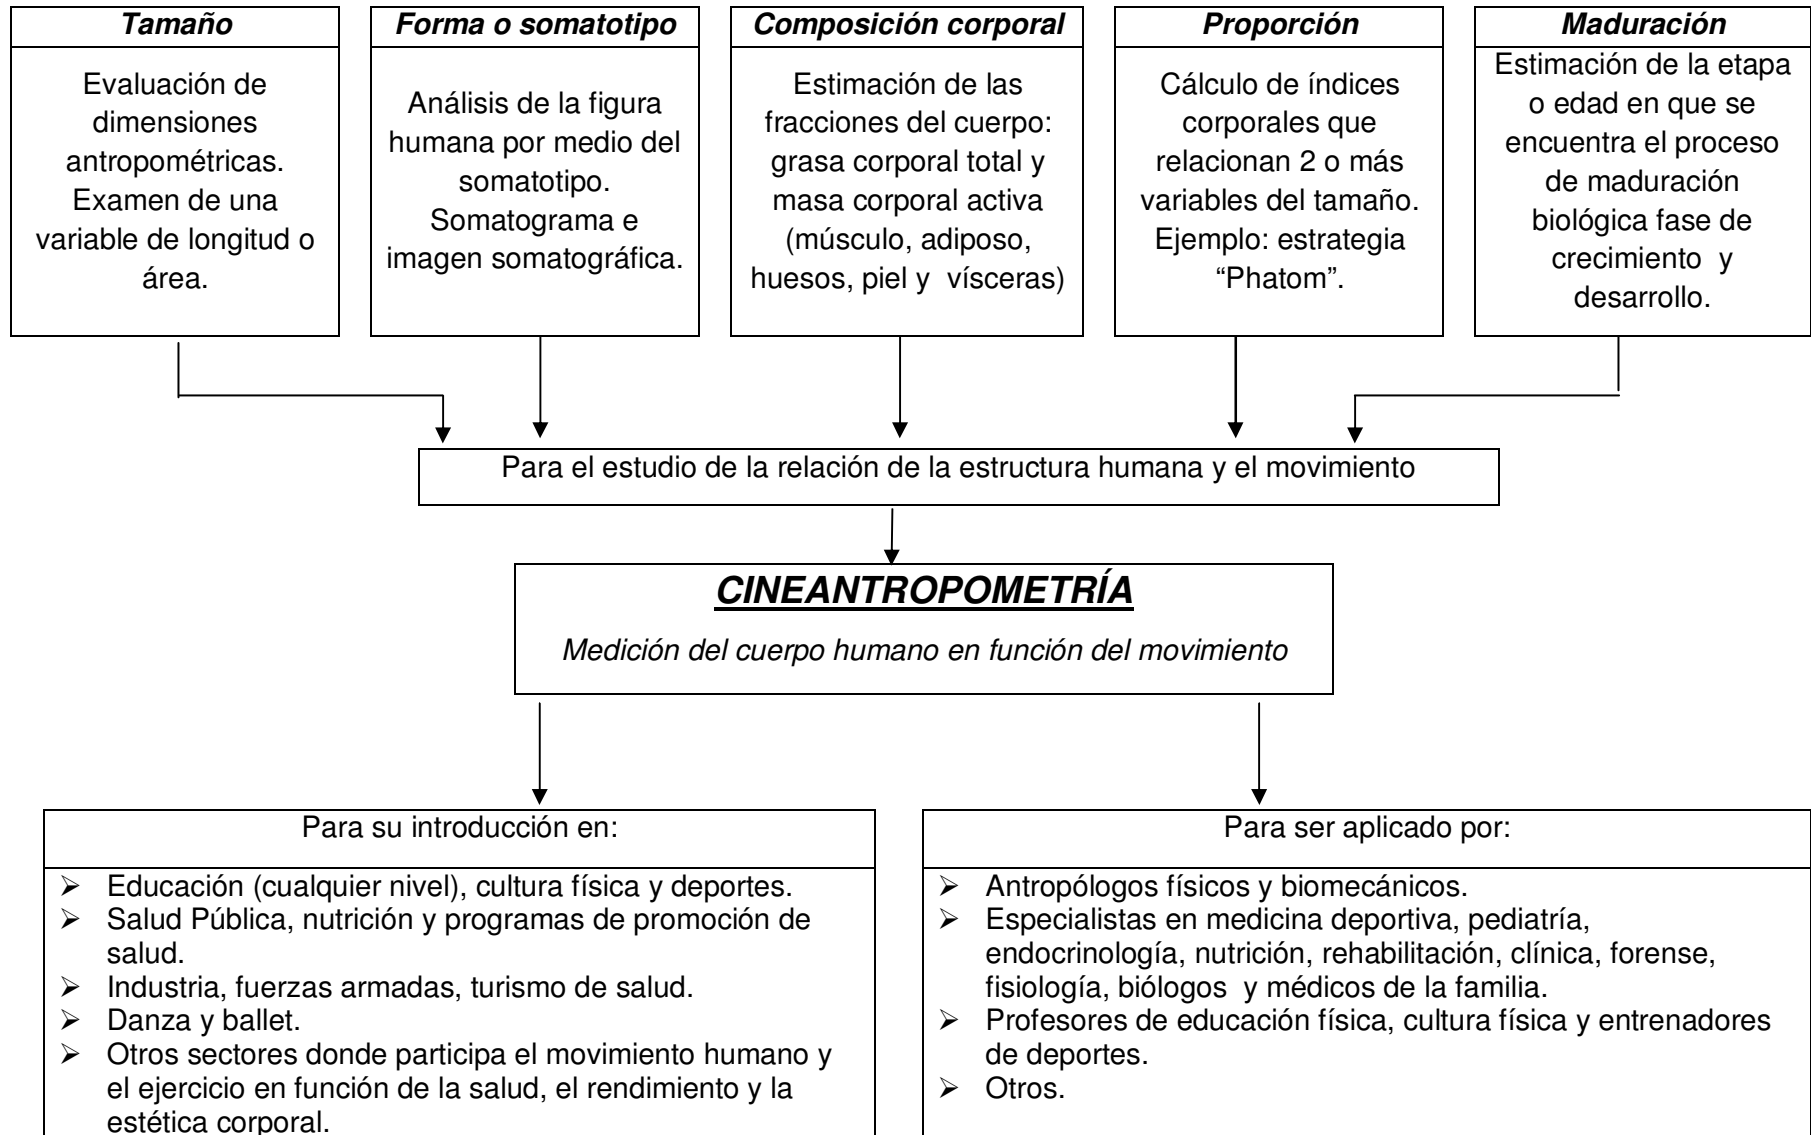 Tamaño
Evaluación de
dimensiones
antropométricas.
Examen de una
variable de longitud o
área.
Forma o somatotipo
Análisis de la figura
humana por medio del
somatotipo.
Somatograma e
imagen somatográfica.
Composición corporal
Estimación de las
fracciones del cuerpo:
grasa corporal total y
masa corporal activa
(músculo, adiposo,
huesos, piel y  vísceras)
Proporción
Cálculo de índices
corporales que
relacionan 2 o más
variables del tamaño.
Ejemplo: estrategia
“Phatom”.
Maduración
Estimación de la etapa
o edad en que se
encuentra el proceso
de maduración
biológica fase de
crecimiento  y
desarrollo.
Para el estudio de la relación de la estructura humana y el movimiento
CINEANTROPOMETRÍA
Medición del cuerpo humano en función del movimiento
Para su introducción en:
➢ Educación (cualquier nivel), cultura física y deportes.
➢ Salud Pública, nutrición y programas de promoción de
salud.
➢ Industria, fuerzas armadas, turismo de salud.
➢ Danza y ballet.
➢ Otros sectores donde participa el movimiento humano y
el ejercicio en función de la salud, el rendimiento y la
estética corporal.
Para ser aplicado por:
➢ Antropólogos físicos y biomecánicos.
➢ Especialistas en medicina deportiva, pediatría,
endocrinología, nutrición, rehabilitación, clínica, forense,
fisiología, biólogos  y médicos de la familia.
➢ Profesores de educación física, cultura física y entrenadores
de deportes.
➢ Otros.